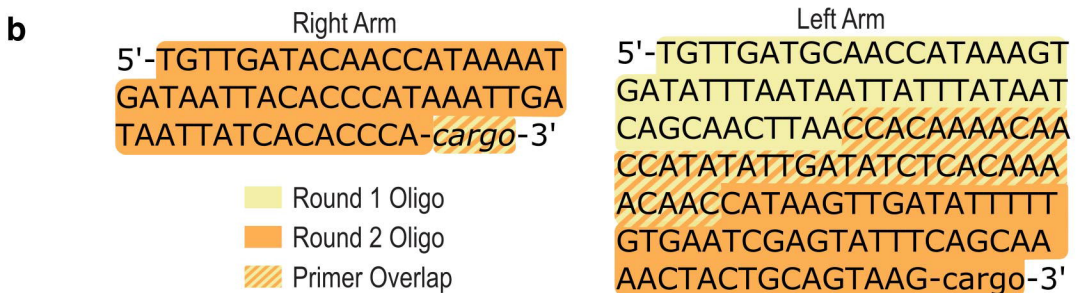 b
Right Arm
5'-TGTTGATACAACCATAAAAT
GATAATTACACCCATAAATTGA
TAATTATCACACCCA-cargo-3'
Round 1 Oligo
Round 2 Oligo
Primer Overlap
Left Arm
5'-TGTTGATGCAACCATAAAGT
GATATTTAATAATTATTTATAAT
CAGCAACTTAACCACAAAACAA
CCATATATTGATATCTCACAAA
ACAACCATAAGTTGATATTTTT
GTGAATCGAGTATTTCAGCAA
AACTACTGCAGTAAG-cargo-3'